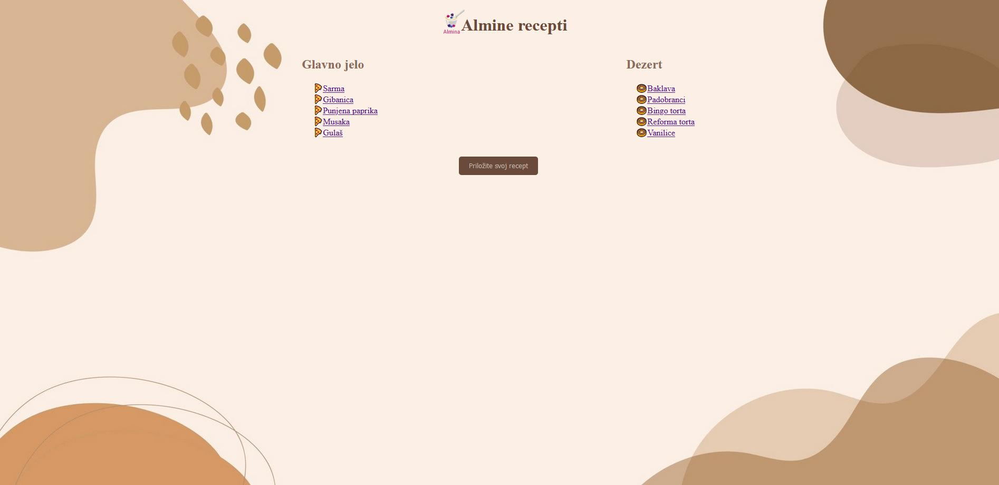 Almina
Almine recepti
Glavno jelo
Sarma
Gibanica
Punjena paprika
Musaka
Gulaš
Dezert
Baklava
Padobranci
Bingo torta
Reforma torta
Vanilice
Priložite svoj recept